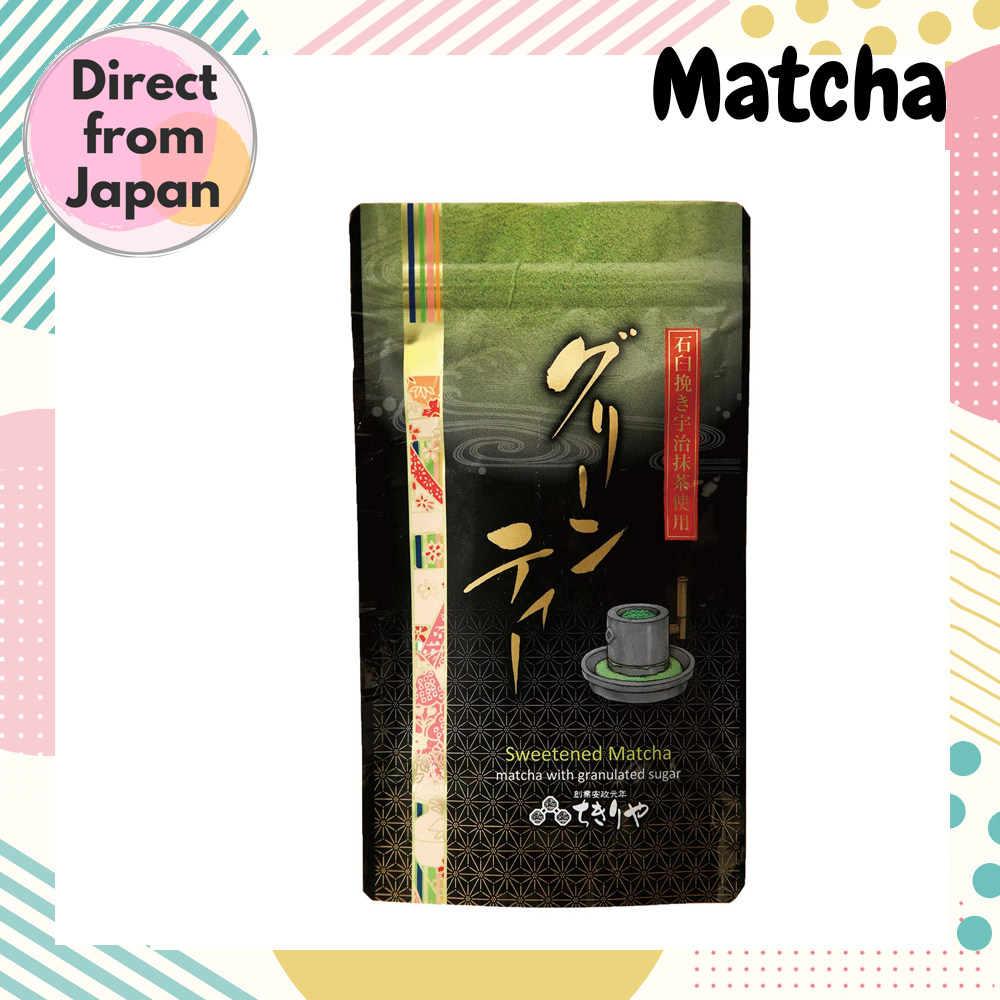 Direct
from
Japan
Matcha
グリーン
ティー
石臼挽き宇治抹茶使用
Sweetened Matcha
matcha with granulated sugar
創業安政元年
ちきりや